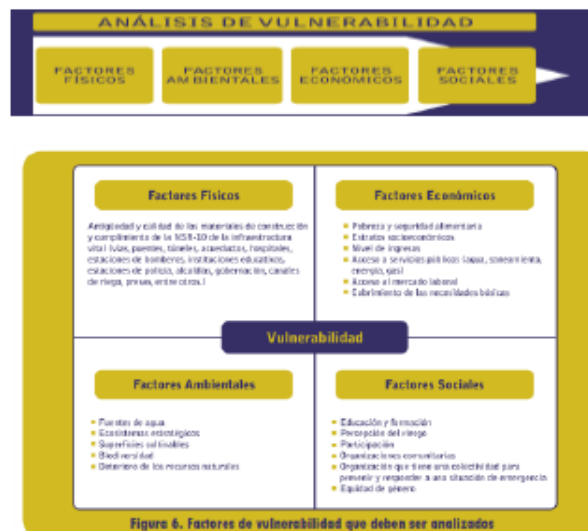 ANÁLISIS DE VULNERABILIDAD
FACTORES
FÍSICOS
FACTORES
AMBIENTALES
FACTORES
ECONÓMICOS
FACTORES
SOCIALES
Factores Físicos
Antigüedad y calidad de los materiales de construcción
y cumplimiento de la NSR-10 de la infraestructura
vital (vías, puentes, túneles, acueductos, hospitales,
estaciones de bomberos, instituciones educativas,
estaciones de policía, alcaldías, gobernación, canales
de riego, presas, entre otros.)
Factores Económicos
Pobreza y seguridad alimentaria
Estratos socioeconómicos
Nivel de ingresos
Acceso a servicios públicos (agua, saneamiento,
energía, gas)
Acceso al mercado laboral
Cubrimiento de las necesidades básicas
Vulnerabilidad
Factores Ambientales
Fuentes de agua
Ecosistemas estratégicos
Superficies cultivables
Biodiversidad
Deterioro de los recursos naturales
Factores Sociales
Educación y formación
Percepción del riesgo
Participación
Organizaciones comunitarias
Organización que tiene una colectividad para
prevenir y responder a una situación de emergencia
Equidad de género
Figura 6. Factores de vulnerabilidad que deben ser analizados